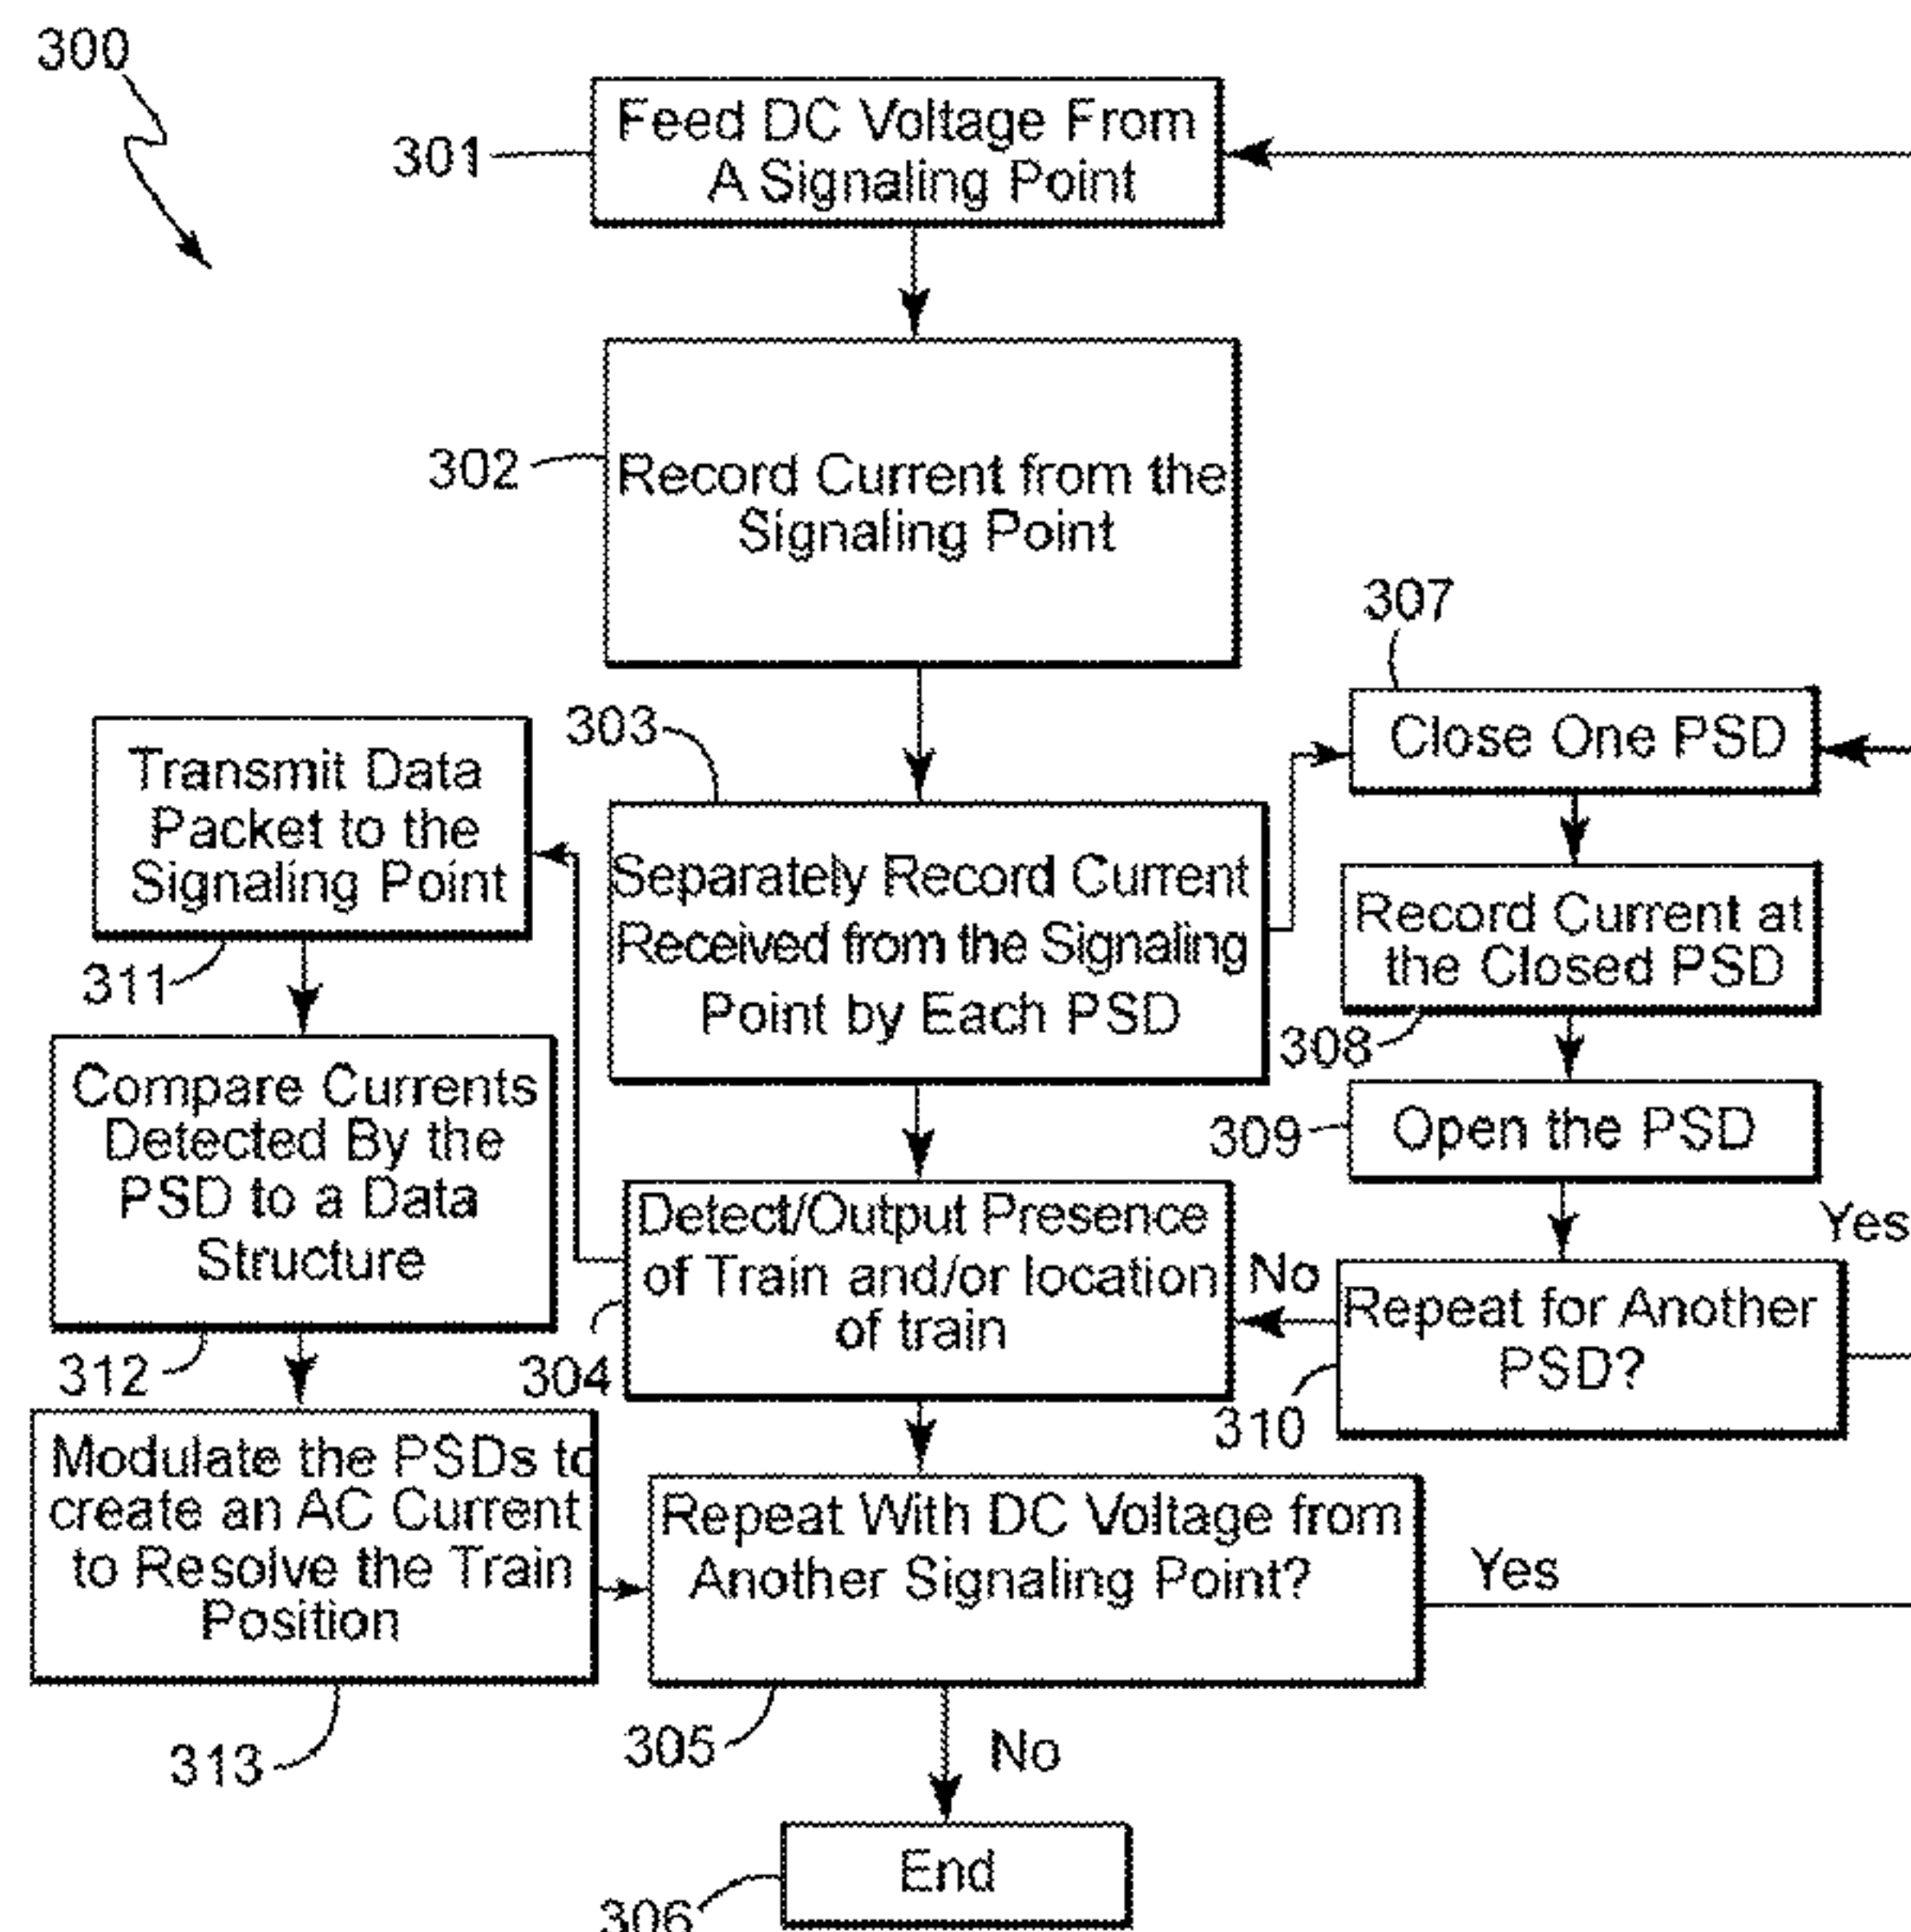 300
301
Feed DC Voltage From
A Signaling Point
302
Record Current from the
Signaling Point
303
Separately Record Current
Received from the Signaling
Point by Each PSD
307
Close One PSD
308
Record Current at
the Closed PSD
309
Open the PSD
310
Repeat for Another
PSD?
Yes
No
304
Detect/Output Presence
of Train and/or location
of train
311
Transmit Data
Packet to the
Signaling Point
312
Compare Currents
Detected By the
PSD to a Data
Structure
313
Modulate the PSDs to
create an AC Current
to Resolve the Train
Position
305
Repeat With DC Voltage from
Another Signaling Point?
Yes
No
306
End